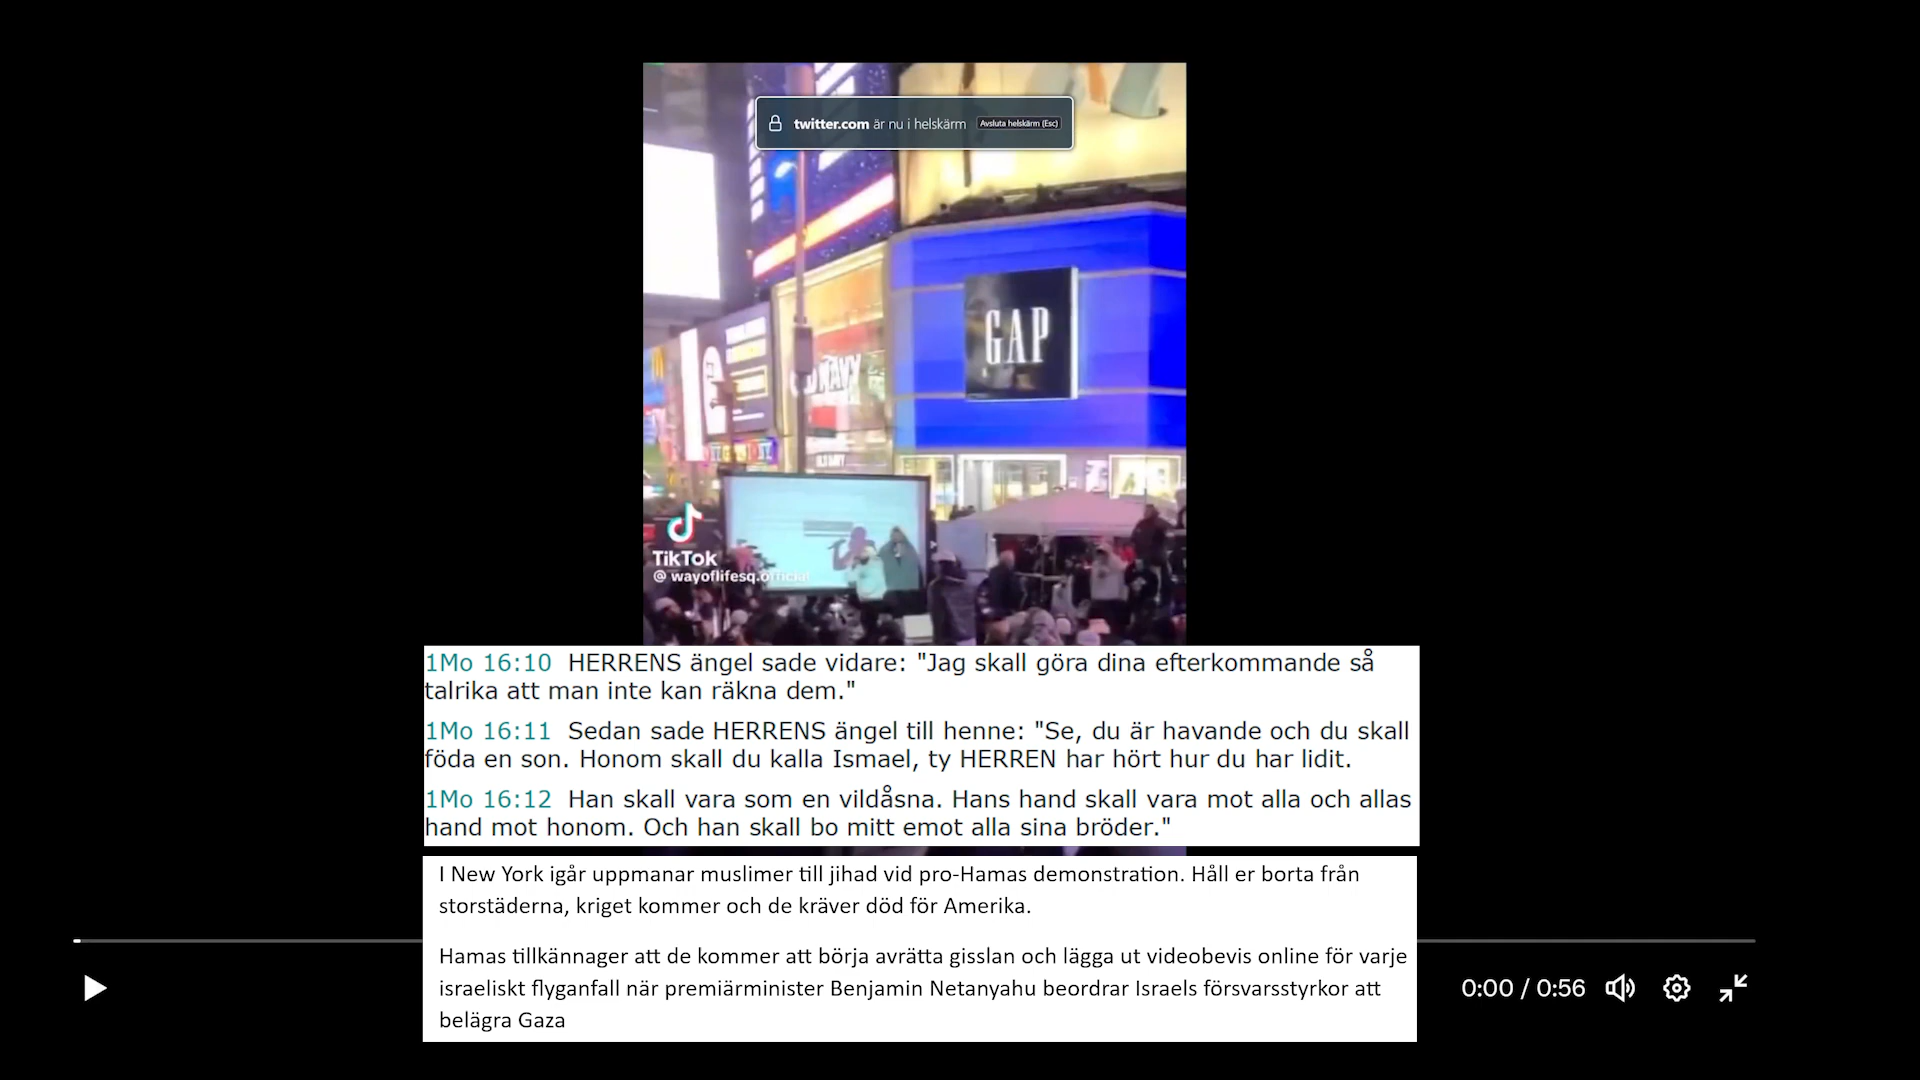 twitter.com är nu i helskärm Avsluta helskärm (Esc)
GAP
OLD NAVY
OLD NAVY
TikTok
@ wayoflifesq.official
1Mo 16:10 HERRENS ängel sade vidare: "Jag skall göra dina efterkommande så
talrika att man inte kan räkna dem."
1Mo 16:11 Sedan sade HERRENS ängel till henne: "Se, du är havande och du skall
föda en son. Honom skall du kalla Ismael, ty HERREN har hört hur du har lidit.
1Mo 16:12 Han skall vara som en vildåsna. Hans hand skall vara mot alla och allas
hand mot honom. Och han skall bo mitt emot alla sina bröder."
I New York igår uppmanar muslimer till jihad vid pro-Hamas demonstration. Håll er borta från
storstäderna, kriget kommer och de kräver död för Amerika.
Hamas tillkännager att de kommer att börja avrätta gisslan och lägga ut videobevis online för varje
israeliskt flyganfall när premiärminister Benjamin Netanyahu beordrar Israels försvarsstyrkor att
belägra Gaza
0:00 / 0:56